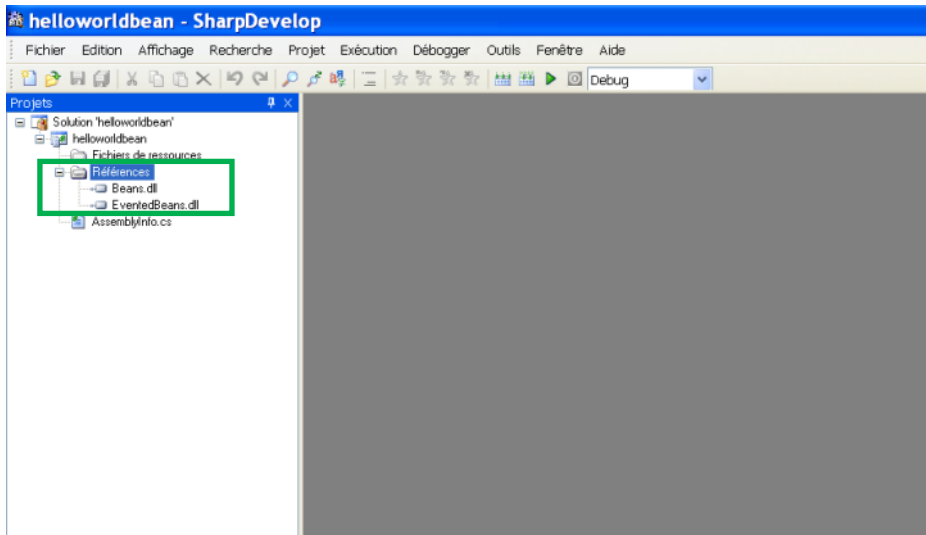 helloworldbean - SharpDevelop
Fichier Edition Affichage Recherche Projet Exécution Débogger Outils Fenêtre Aide
Debug
Projets
Solution 'helloworldbean'
helloworldbean
Fichiers de ressources
Références
Beans.dll
EventedBeans.dll
AssemblyInfo.cs